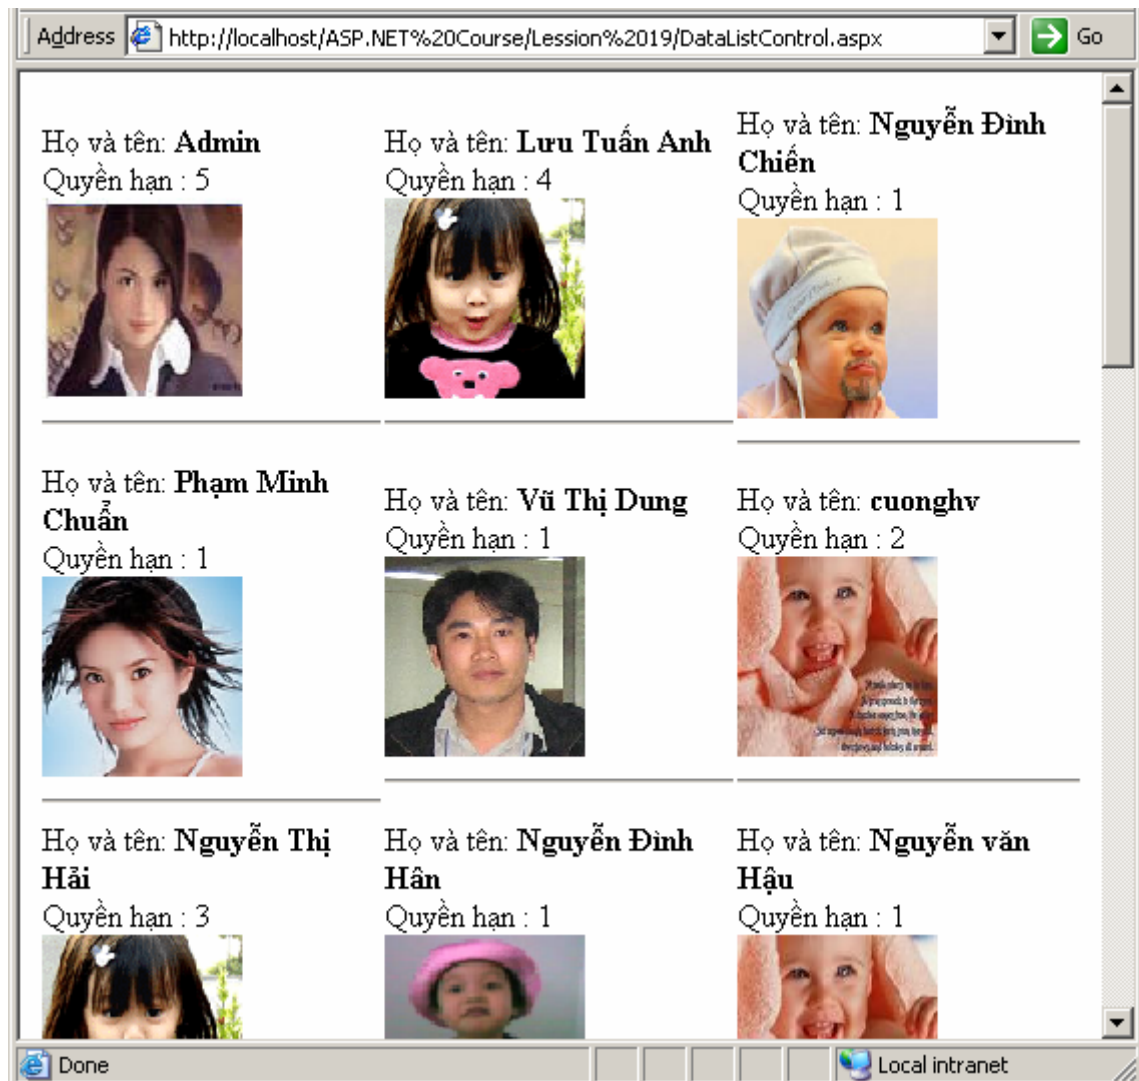 Address http://localhost/ASP.NET%20Course/Lession%2019/DataListControl.aspx Go
Họ và tên: Admin
Quyền hạn : 5
Họ và tên: Lưu Tuấn Anh
Quyền hạn : 4
Họ và tên: Nguyễn Đình
Chiến
Quyền hạn : 1
Họ và tên: Phạm Minh
Chuẩn
Quyền hạn : 1
Họ và tên: Vũ Thị Dung
Quyền hạn : 1
Họ và tên: cuonghv
Quyền hạn : 2
Họ và tên: Nguyễn Thị
Hải
Quyền hạn : 3
Họ và tên: Nguyễn Đình
Hân
Quyền hạn : 1
Họ và tên: Nguyễn văn
Hậu
Quyền hạn : 1
Done
Local intranet